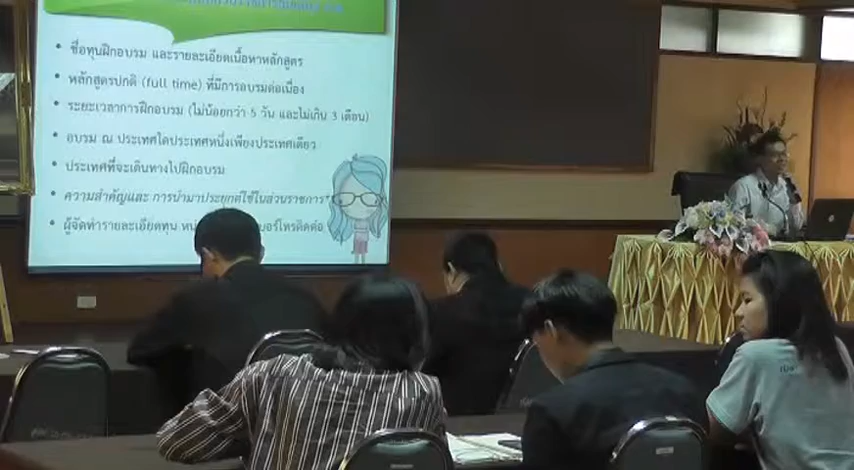 • ชื่อทุนฝึกอบรม และรายละเอียดเนื้อหาหลักสูตร
• หลักสูตรปกติ (full time) ที่มีการอบรมต่อเนื่อง
• ระยะเวลาการฝึกอบรม (ไม่น้อยกว่า 5 วัน และไม่เกิน 3 เดือน)
• อบรม ณ ประเทศใดประเทศหนึ่งเพียงประเทศเดียว
• ประเทศที่จะเดินทางไปฝึกอบรม
• ความสำคัญและ การนำมาประยุกต์ใช้ในส่วนราชการ
• ผู้จัดทำรายละเอียดทุน เบอร์โทรติดต่อ